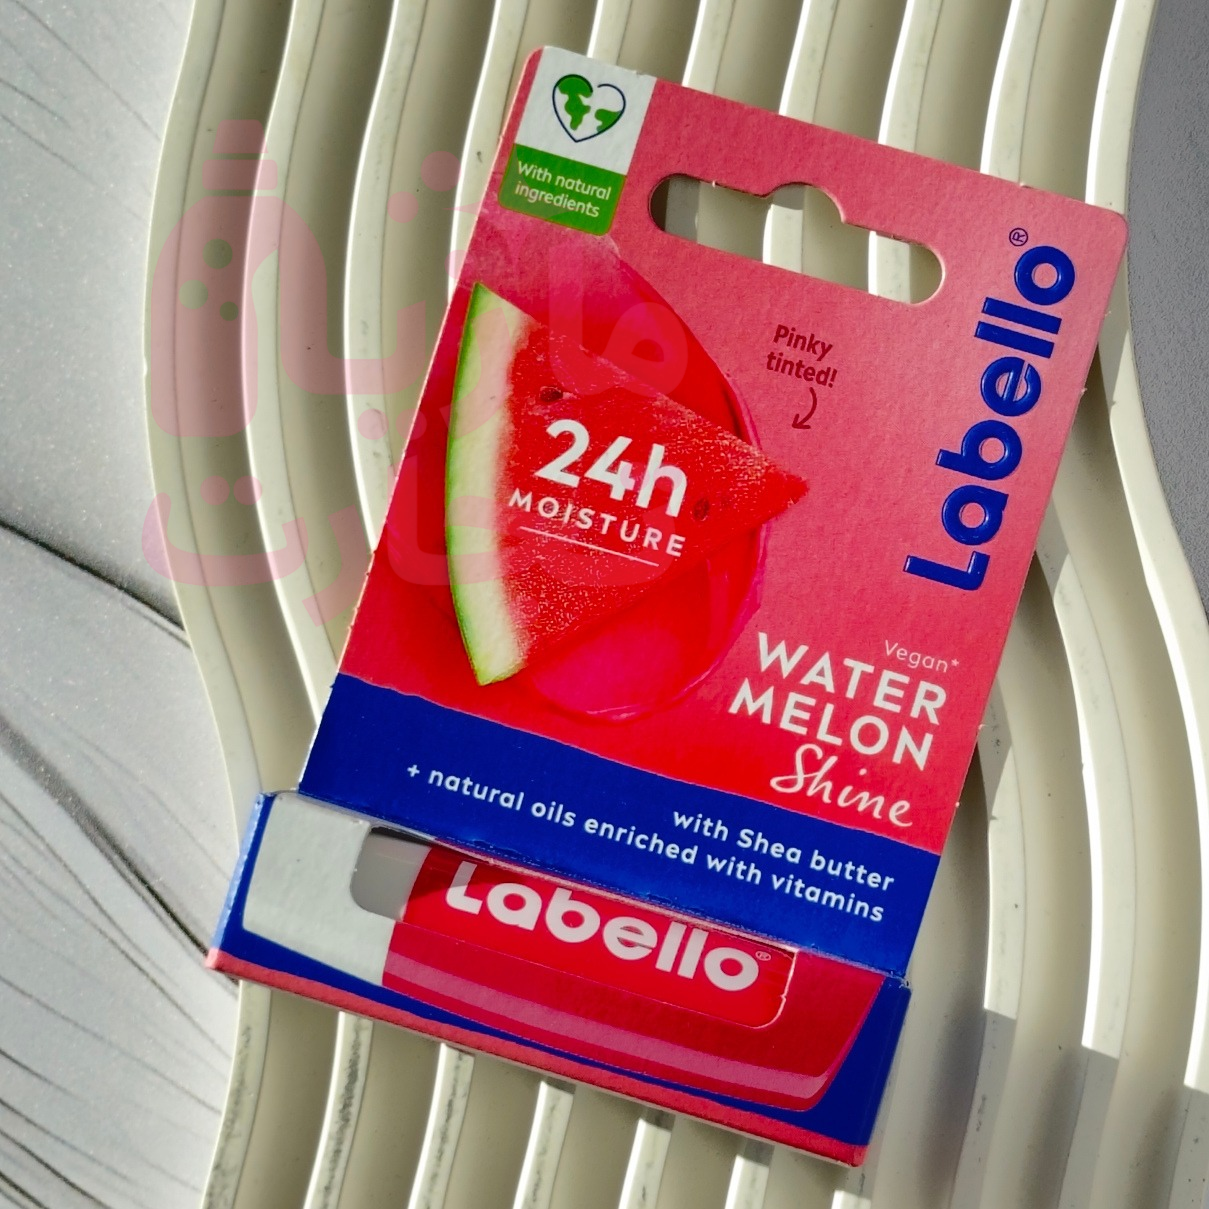 With natural
ingredients
Labello®
Pinky
tinted!
24h
MOISTURE
Vegan*
WATER
MELON
Shine
with Shea butter
+ natural oils enriched with vitamins
Labello®